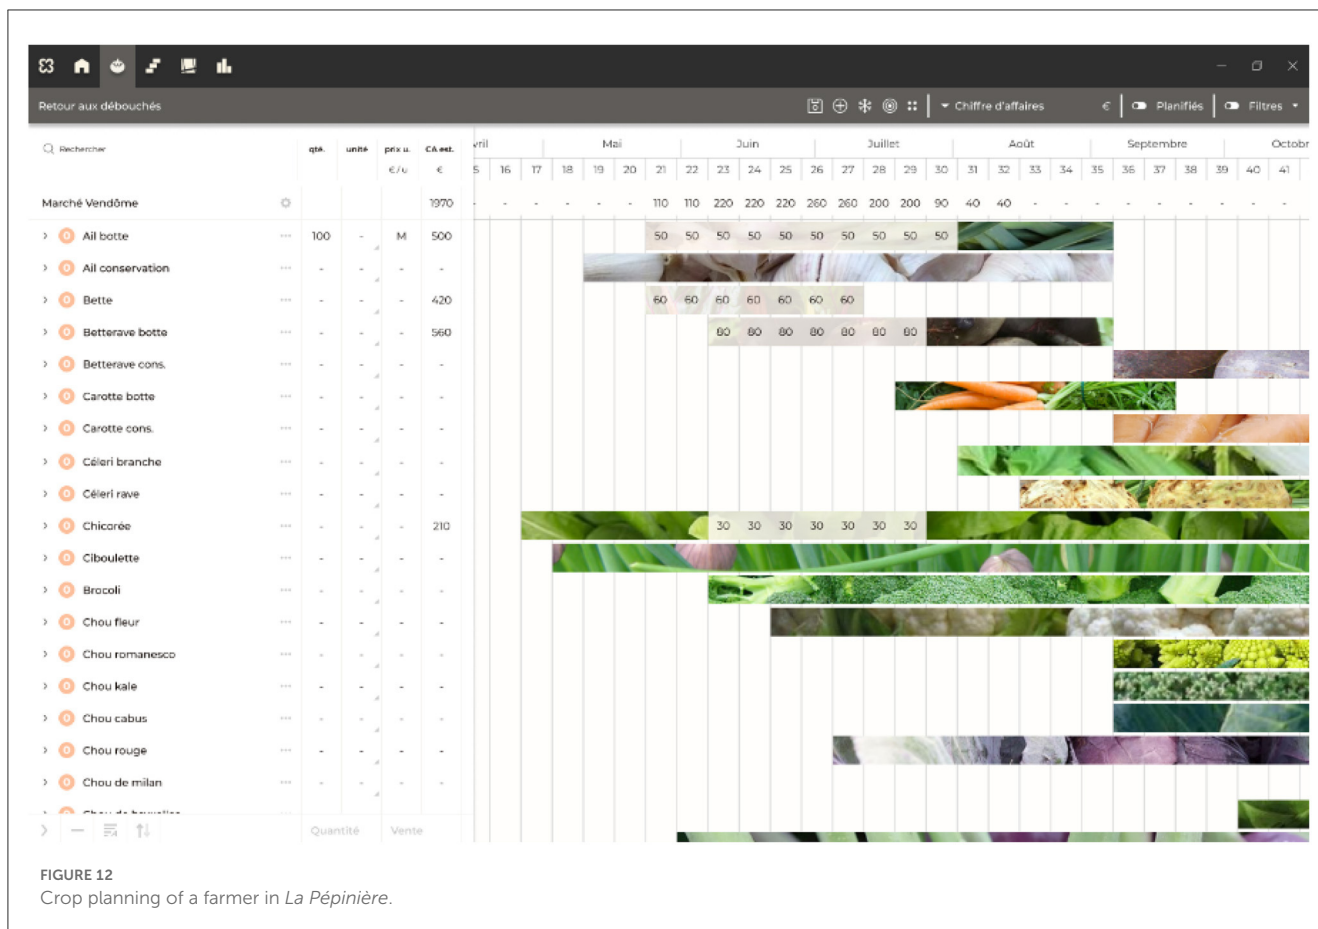 Retour aux débouchés
Chiffre d'affaires € Planifiés Filtres
Rechercher qté. unité prix u. CA est. vril Mai Juin Juillet Août Septembre Octobr
€/u € 5 16 17 18 19 20 21 22 23 24 25 26 27 28 29 30 31 32 33 34 35 36 37 38 39 40 41
Marché Vendôme 1970 - - - - - - 110 110 220 220 220 260 260 200 200 90 40 40 - - - - - - - - -
O Ail botte ... 100 - M 500 50 50 50 50 50 50 50 50 50 50
O Ail conservation ... - - - -
O Bette ... - - - 420 60 60 60 60 60 60 60
O Betterave botte ... - - - 560 80 80 80 80 80 80 80
O Betterave cons. ... - - - -
O Carotte botte ... - - - -
O Carotte cons. ... - - - -
O Céleri branche ... - - - -
O Céleri rave ... - - - -
O Chicorée ... - - - 210 30 30 30 30 30 30 30
O Ciboulette ... - - - -
O Brocoli ... - - - -
O Chou fleur ... - - - -
O Chou romanesco ... - - - -
O Chou kale ... - - - -
O Chou cabus ... - - - -
O Chou rouge ... - - - -
O Chou de milan ... - - - -
Quantité Vente
FIGURE 12
Crop planning of a farmer in La Pépinière.